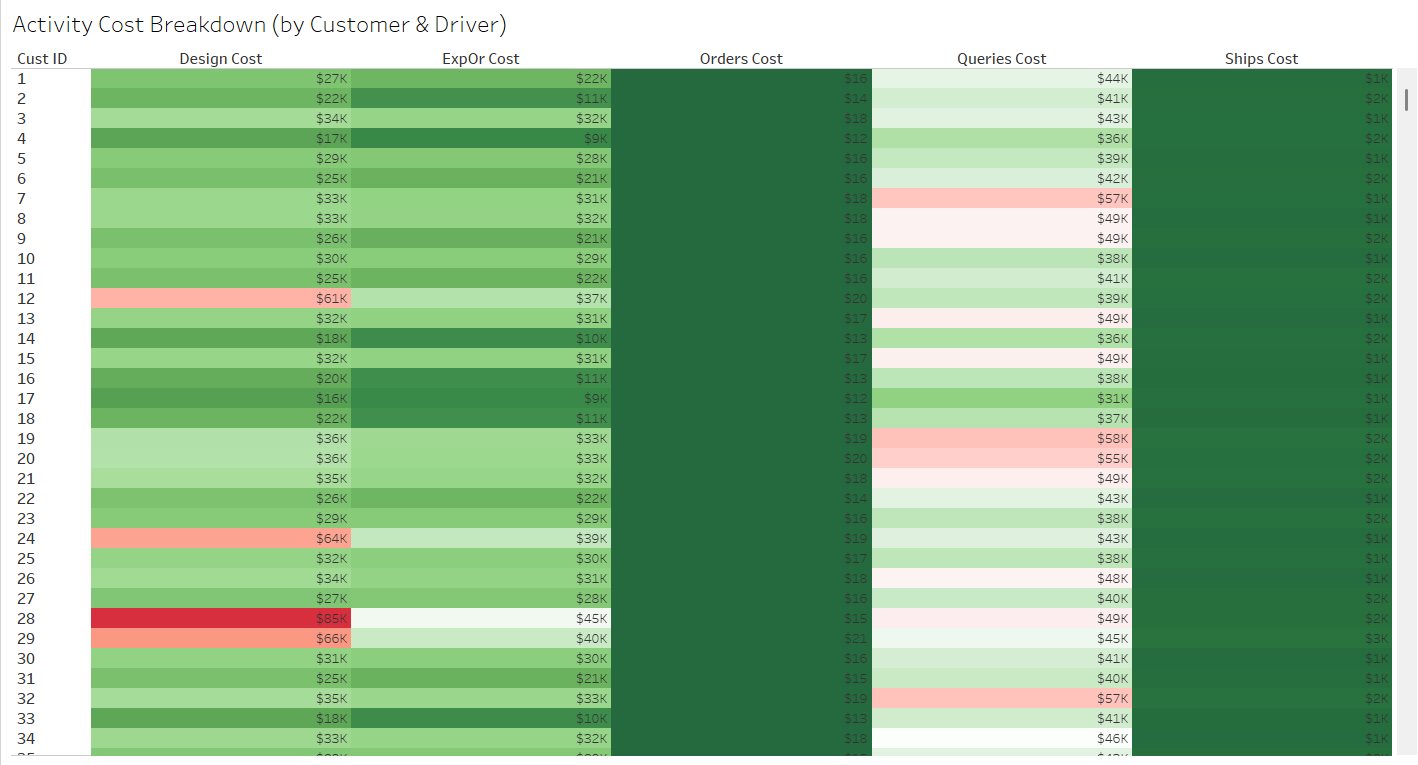 Activity Cost Breakdown (by Customer & Driver)
Cust ID Design Cost ExpOr Cost Orders Cost Queries Cost Ships Cost
1 $27K $22K $16 $44K $1K
2 $22K $11K $14 $41K $2K
3 $34K $32K $18 $43K $1K
4 $17K $9K $12 $36K $2K
5 $29K $28K $16 $39K $1K
6 $25K $21K $16 $42K $2K
7 $33K $31K $18 $57K $1K
8 $33K $32K $18 $49K $1K
9 $26K $21K $16 $49K $2K
10 $30K $29K $16 $38K $1K
11 $25K $22K $16 $41K $2K
12 $61K $37K $20 $39K $2K
13 $32K $31K $17 $49K $1K
14 $18K $10K $13 $36K $2K
15 $32K $31K $17 $49K $1K
16 $20K $11K $13 $38K $1K
17 $16K $9K $12 $31K $1K
18 $22K $11K $13 $37K $1K
19 $36K $33K $19 $58K $2K
20 $36K $33K $20 $55K $2K
21 $35K $32K $18 $49K $2K
22 $26K $22K $14 $43K $1K
23 $29K $29K $16 $38K $2K
24 $64K $39K $19 $43K $1K
25 $32K $30K $17 $38K $1K
26 $34K $31K $18 $48K $1K
27 $27K $28K $16 $40K $2K
28 $85K $45K $15 $49K $2K
29 $66K $40K $21 $45K $3K
30 $31K $30K $16 $41K $1K
31 $25K $21K $15 $40K $1K
32 $35K $33K $19 $57K $2K
33 $18K $10K $13 $41K $1K
34 $33K $32K $18 $46K $1K